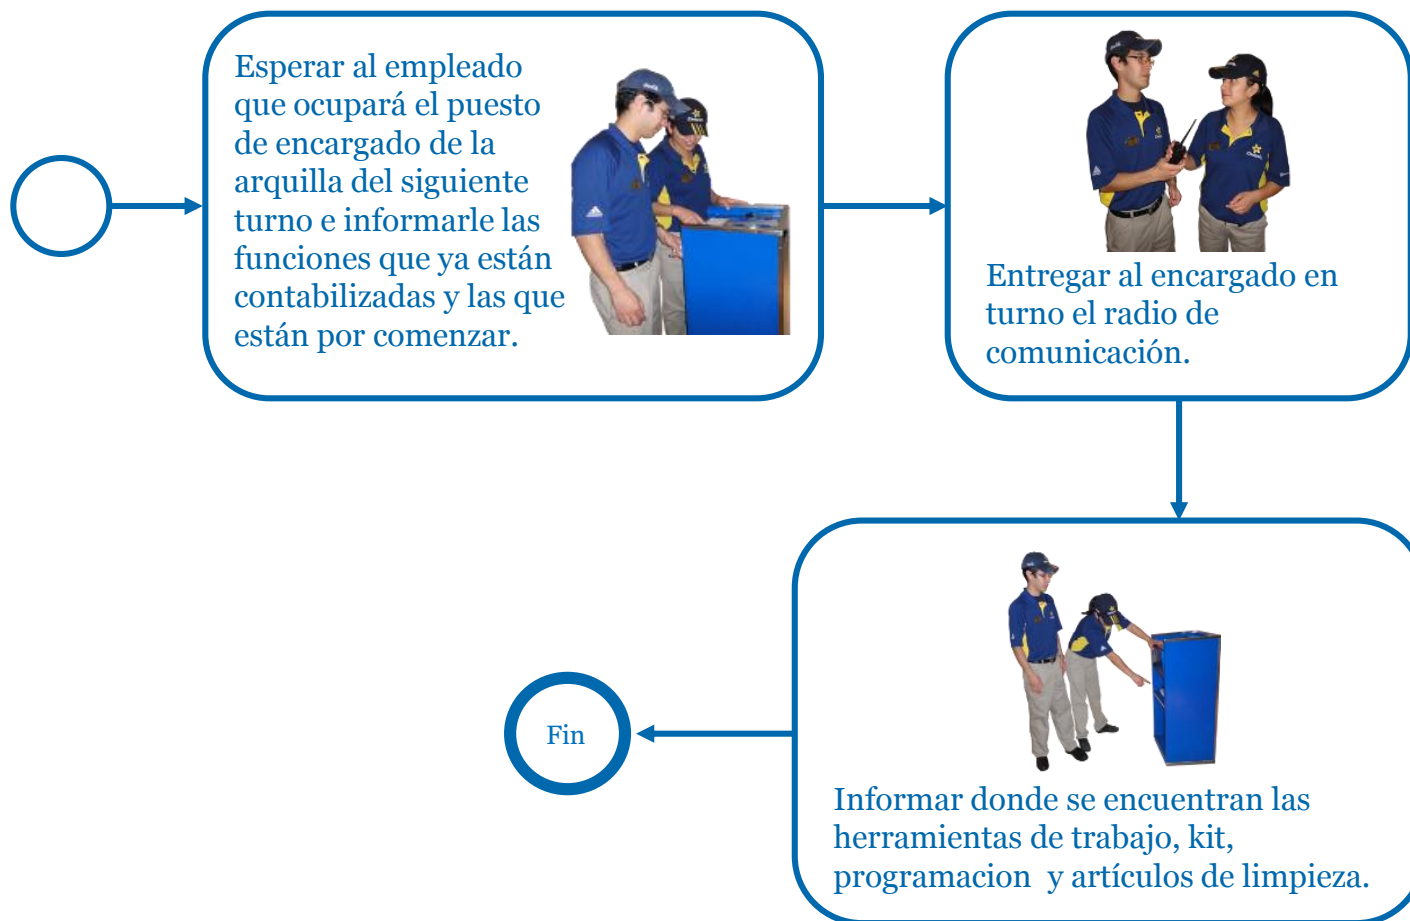 Esperar al empleado
que ocupará el puesto
de encargado de la
arquilla del siguiente
turno e informarle las
funciones que ya están
contabilizadas y las que
están por comenzar.
Entregar al encargado en
turno el radio de
comunicación.
Informar donde se encuentran las
herramientas de trabajo, kit,
programacion y artículos de limpieza.
Fin